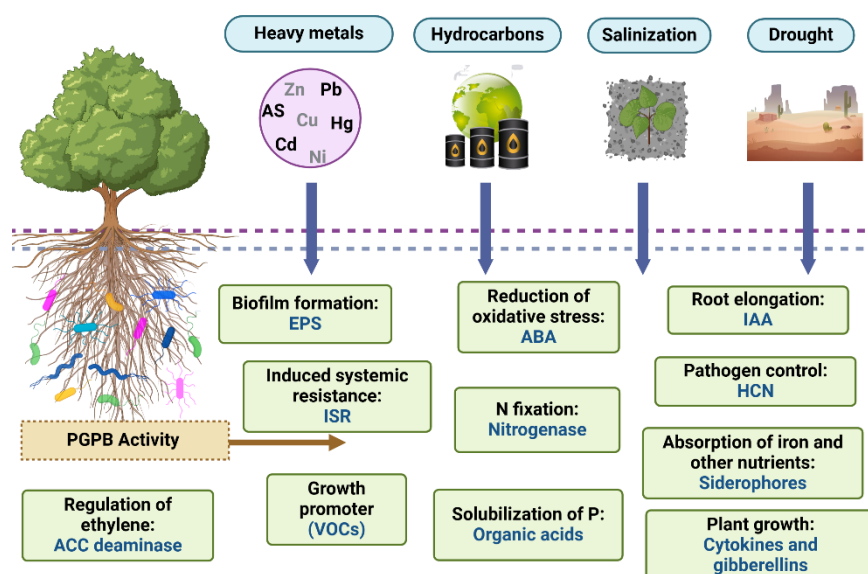 Heavy metals
Hydrocarbons
Salinization
Drought
Zn
Pb
AS
Cu
Hg
Cd
Ni
Biofilm formation:
EPS
Reduction of
oxidative stress:
ABA
Root elongation:
IAA
Induced systemic
resistance:
ISR
Pathogen control:
HCN
N fixation:
Nitrogenase
PGPB Activity
Absorption of iron and
other nutrients:
Siderophores
Regulation of
ethylene:
ACC deaminase
Growth
promoter
(VOCs)
Solubilization of P:
Organic acids
Plant growth:
Cytokines and
gibberellins